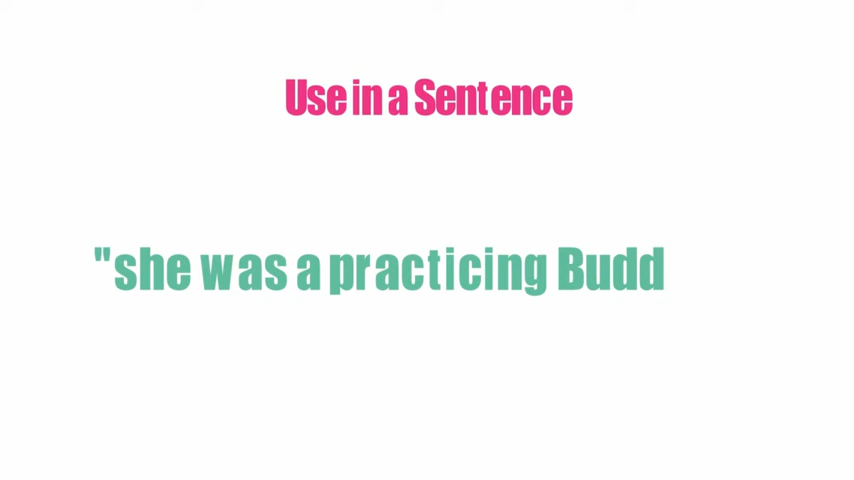 Use in a Sentence
"she was a practicing Budd